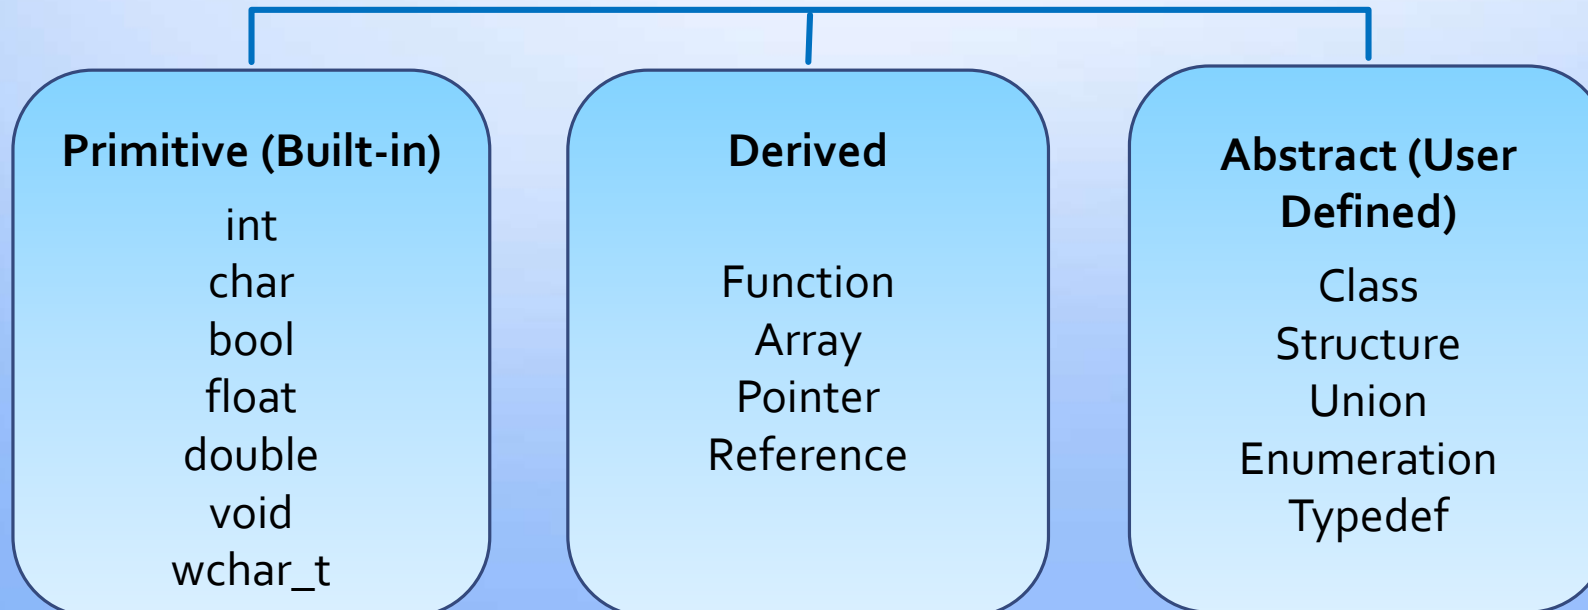 Primitive (Built-in)
int
char
bool
float
double
void
wchar_t
Derived
Function
Array
Pointer
Reference
Abstract (User
Defined)
Class
Structure
Union
Enumeration
Typedef